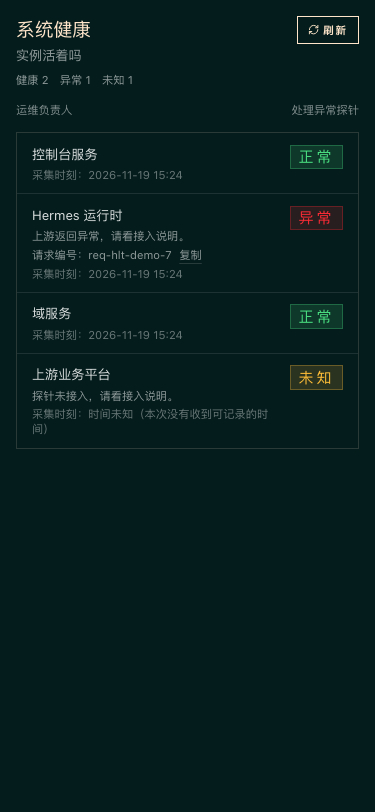 系统健康
刷新
实例活着吗
健康 2 异常 1 未知 1
运维负责人
处理异常探针
控制台服务
正常
采集时刻：2026-11-19 15:24
Hermes 运行时
异常
上游返回异常，请看接入说明。
请求编号：req-hlt-demo-7 复制
采集时刻：2026-11-19 15:24
域服务
正常
采集时刻：2026-11-19 15:24
上游业务平台
未知
探针未接入，请看接入说明。
采集时刻：时间未知（本次没有收到可记录的时
间）